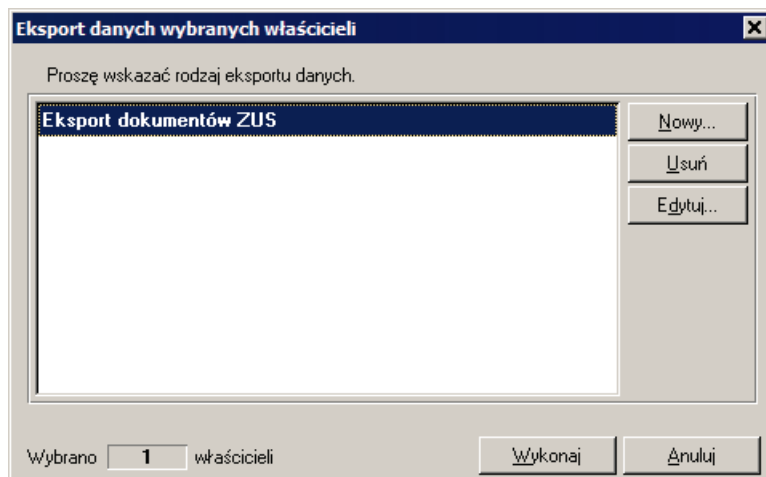 Eksport danych wybranych właścicieli
Proszę wskazać rodzaj eksportu danych.
Eksport dokumentów ZUS
Nowy...
Usuń
Edytuj...
Wybrano 1 właścicieli
Wykonaj
Anuluj